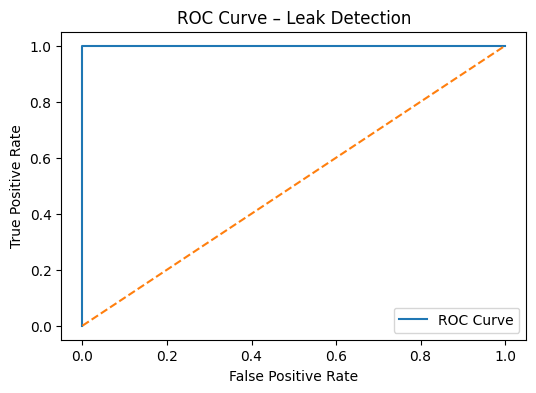 ROC Curve – Leak Detection
True Positive Rate
1.0
0.8
0.6
0.4
0.2
0.0
ROC Curve
0.0 0.2 0.4 0.6 0.8 1.0
False Positive Rate